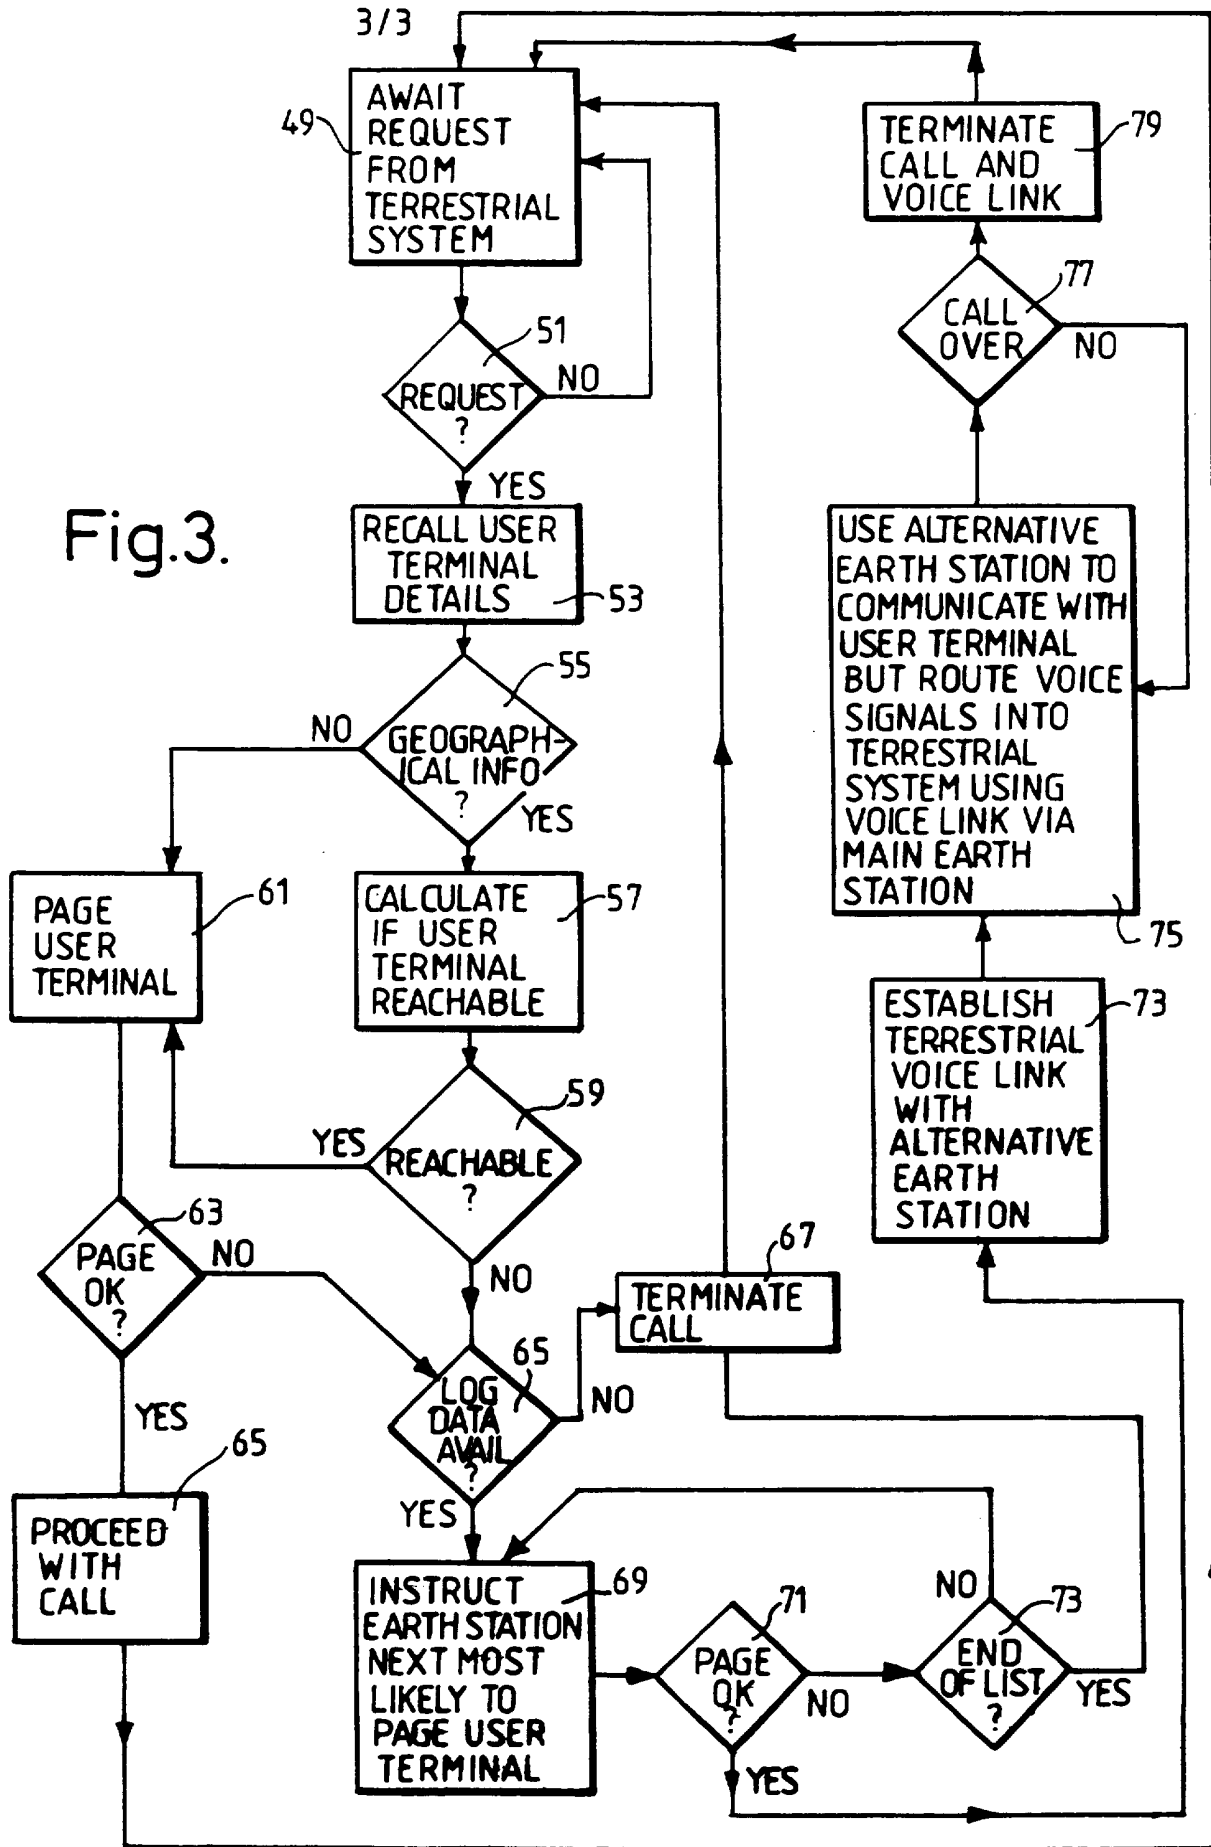 3/3
AWAIT
REQUEST
FROM
TERRESTRIAL
SYSTEM
49
REQUEST
?
51
NO
YES
Fig.3.
RECALL USER
TERMINAL
DETAILS
53
GEOGRAPH-
ICAL INFO
?
55
NO
YES
PAGE
USER
TERMINAL
61
CALCULATE
IF USER
TERMINAL
REACHABLE
57
REACHABLE
?
59
YES
NO
PAGE
OK
?
63
NO
YES
PROCEED
WITH
CALL
65
LOG
DATA
AVAIL
?
65
NO
YES
TERMINATE
CALL
67
INSTRUCT
EARTH STATION
NEXT MOST
LIKELY TO
PAGE USER
TERMINAL
69
PAGE
OK
?
71
NO
YES
END
OF LIST
?
73
NO
YES
ESTABLISH
TERRESTRIAL
VOICE LINK
WITH
ALTERNATIVE
EARTH
STATION
73
USE ALTERNATIVE
EARTH STATION TO
COMMUNICATE WITH
USER TERMINAL
BUT ROUTE VOICE
SIGNALS INTO
TERRESTRIAL
SYSTEM USING
VOICE LINK VIA
MAIN EARTH
STATION
75
CALL
OVER
77
NO
TERMINATE
CALL AND
VOICE LINK
79